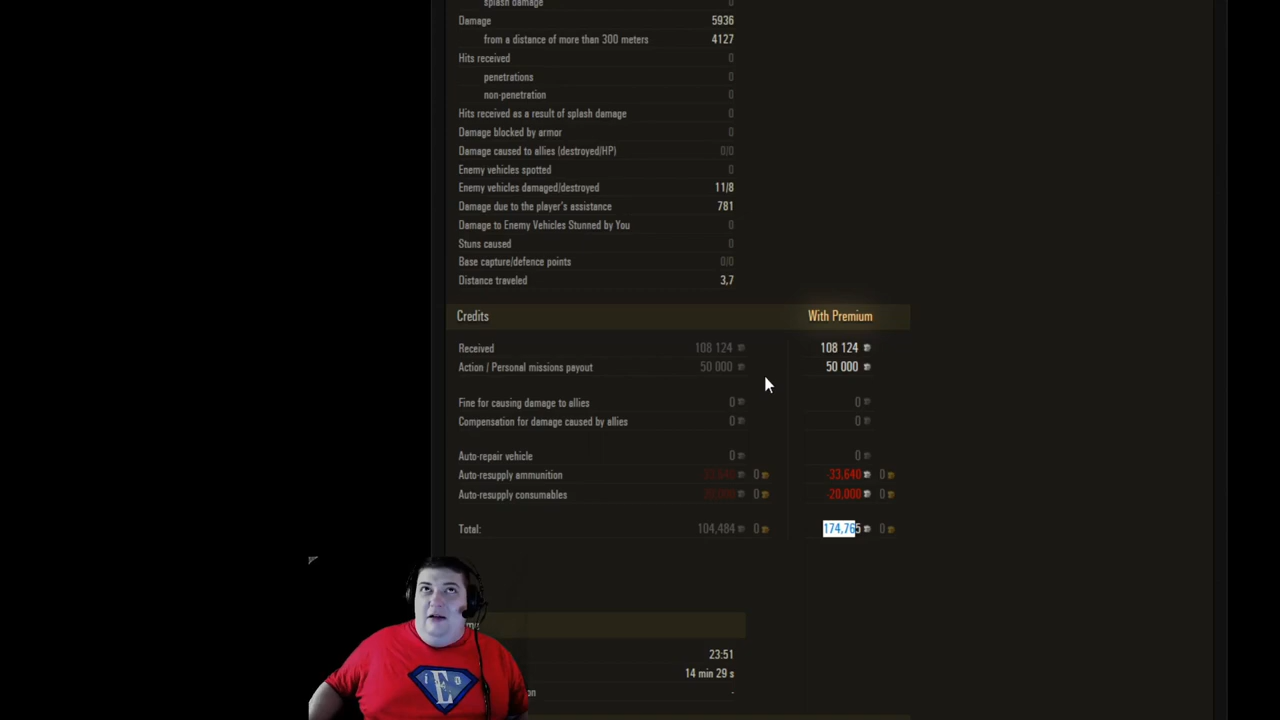 splash damage 0
Damage 5936
from a distance of more than 300 meters 4127
Hits received 0
penetrations 0
non-penetration 0
Hits received as a result of splash damage 0
Damage blocked by armor 0
Damage caused to allies (destroyed/HP) 0/0
Enemy vehicles spotted 0
Enemy vehicles damaged/destroyed 11/8
Damage due to the player's assistance 781
Damage to Enemy Vehicles Stunned by You 0
Stuns caused 0
Base capture/defence points 0/0
Distance traveled 3,7
Credits With Premium
Received 108 124 108 124
Action / Personal missions payout 50 000 50 000
Fine for causing damage to allies 0 0
Compensation for damage caused by allies 0 0
Auto-repair vehicle 0 0
Auto-resupply ammunition -33,640 0 -33,640 0
Auto-resupply consumables -20,000 0 -20,000 0
Total: 104,484 0 174,765 0
23:51
14 min 29 s
-
i E O